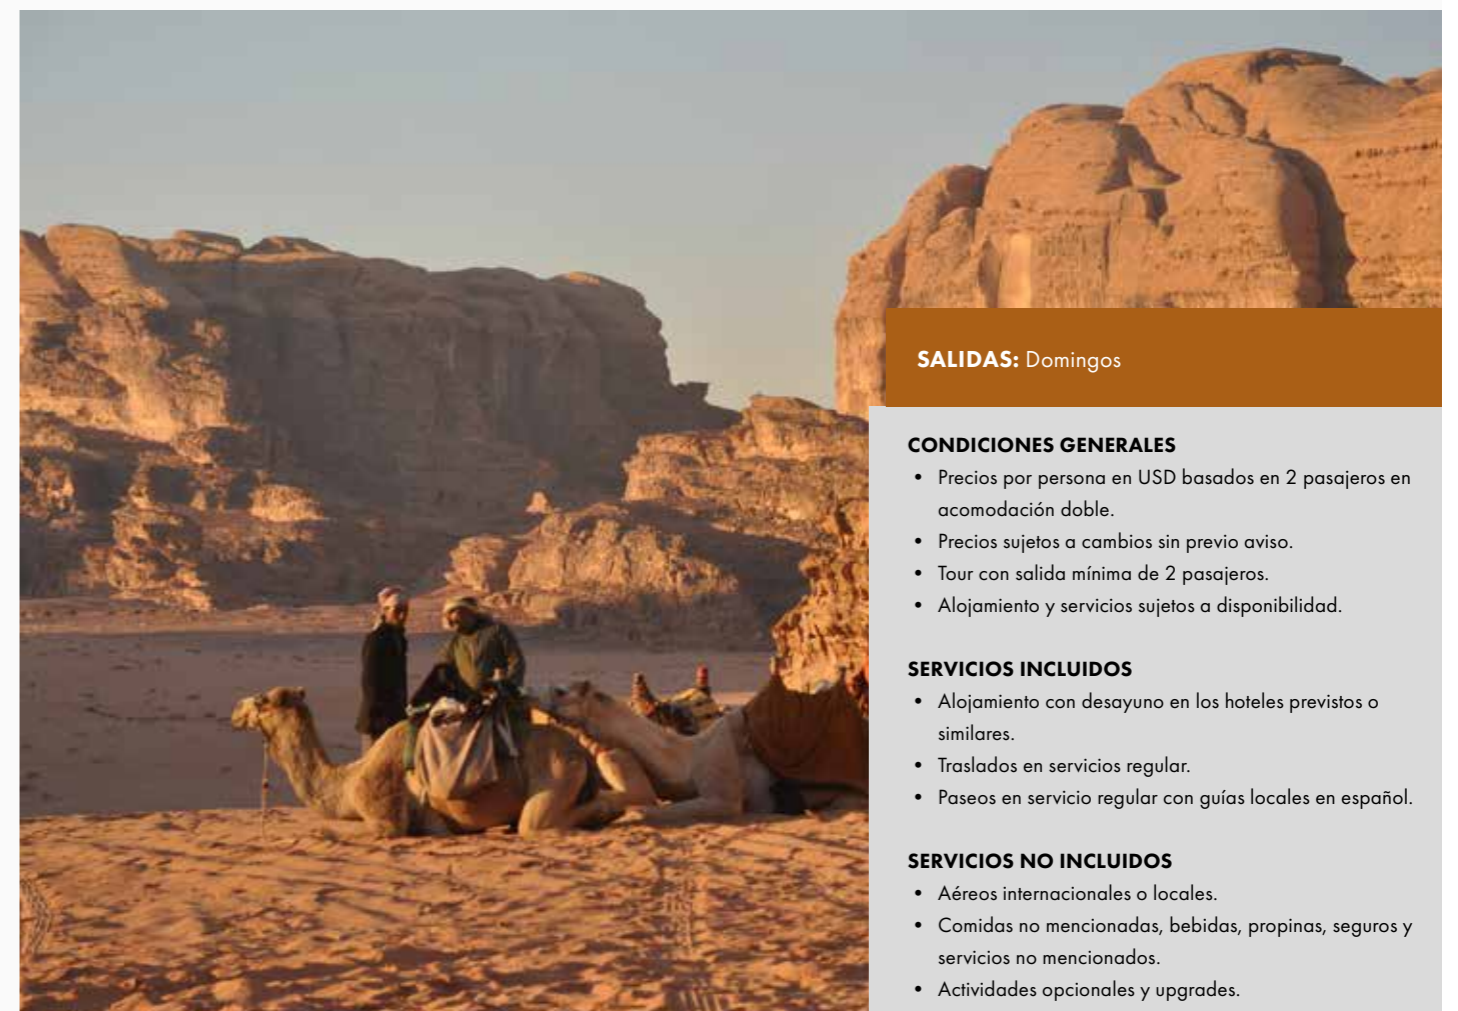 SALIDAS: Domingos
CONDICIONES GENERALES
• Precios por persona en USD basados en 2 pasajeros en
acomodación doble.
• Precios sujetos a cambios sin previo aviso.
• Tour con salida mínima de 2 pasajeros.
• Alojamiento y servicios sujetos a disponibilidad.
SERVICIOS INCLUIDOS
• Alojamiento con desayuno en los hoteles previstos o
similares.
• Traslados en servicios regular.
• Paseos en servicio regular con guías locales en español.
SERVICIOS NO INCLUIDOS
• Aéreos internacionales o locales.
• Comidas no mencionadas, bebidas, propinas, seguros y
servicios no mencionados.
• Actividades opcionales y upgrades.